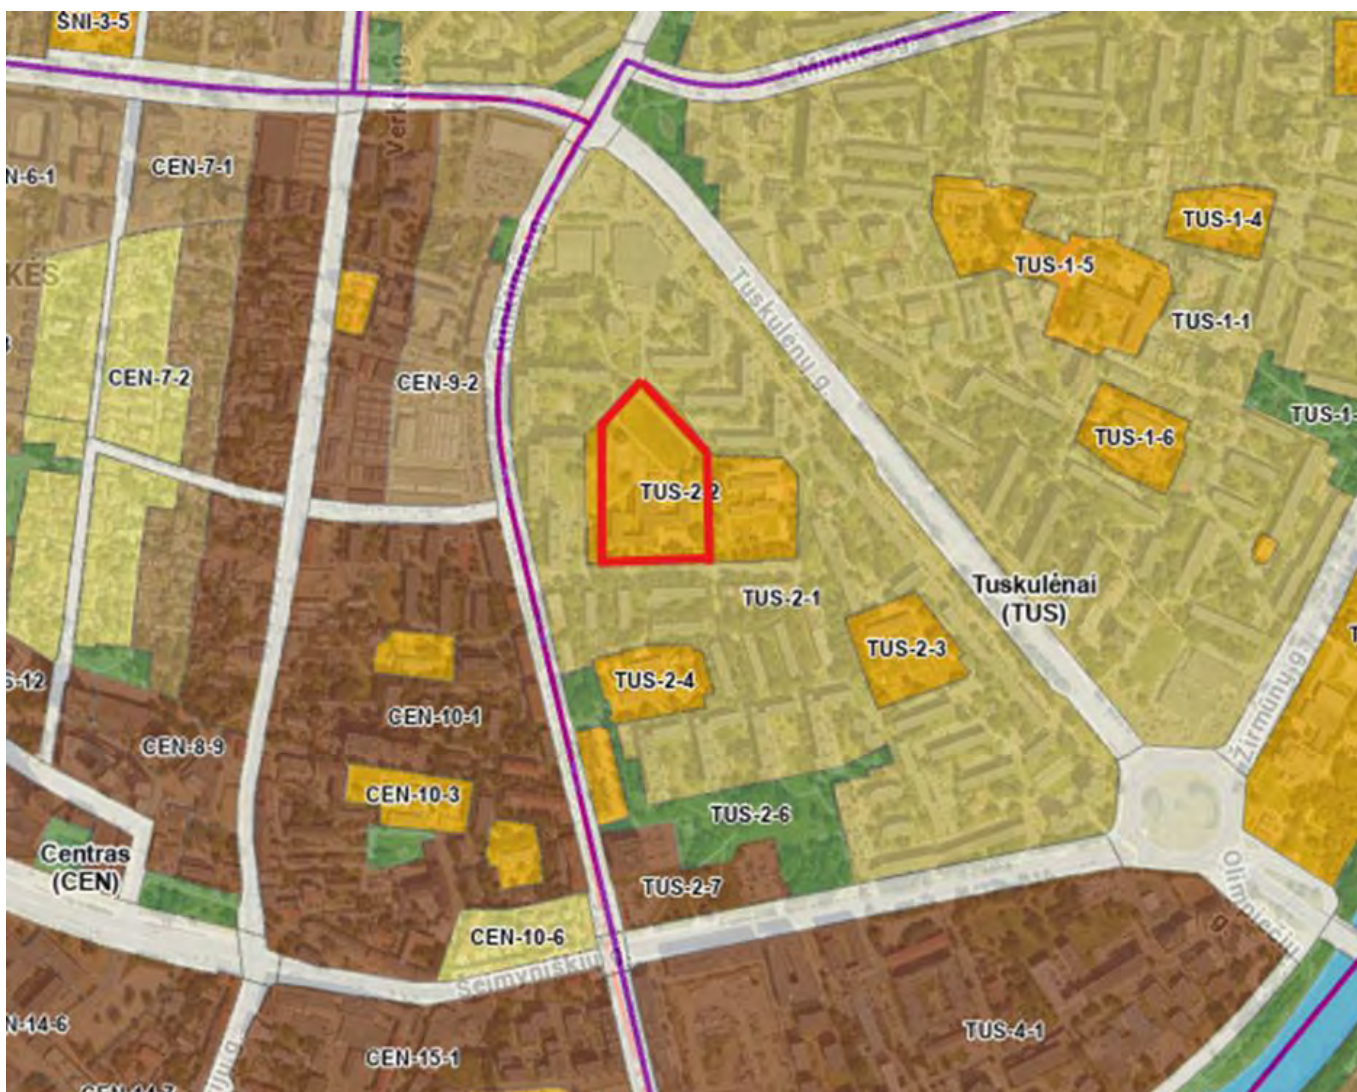 ŠNI-3-5
Verkių g.
Minties g.
N-6-1
CEN-7-1
TUS-1-4
KĖS
TUS-1-5
Tuskulėnų g.
TUS-1-1
CEN-7-2
CEN-9-2
TUS-1-
TUS-1-6
TUS-2-2
Tuskulėnai
(TUS)
TUS-2-1
TUS-2-3
TUS-2-4
Žirmūnų g.
S-12
CEN-10-1
CEN-8-9
CEN-10-3
TUS-2-6
Centras
(CEN)
TUS-2-7
Olimpiečių
g.
CEN-10-6
Šeimyniškių
N-14-6
TUS-4-1
CEN-15-1
CEN-14-7